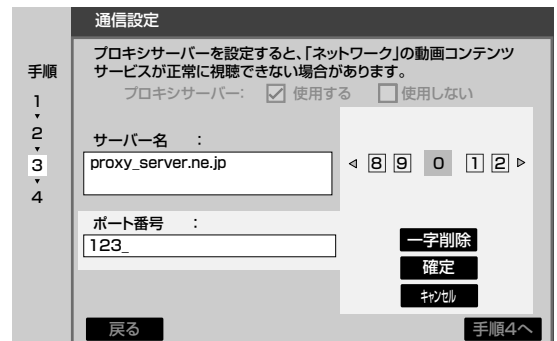 通信設定
プロキシサーバーを設定すると、「ネットワーク」の動画コンテンツ
サービスが正常に視聴できない場合があります。
手順
1
2
3
4
プロキシサーバー: 使用する 使用しない
サーバー名 :
proxy_server.ne.jp
8 9 0 1 2
ポート番号 :
123_
一字削除
確定
キャンセル
戻る
手順4へ